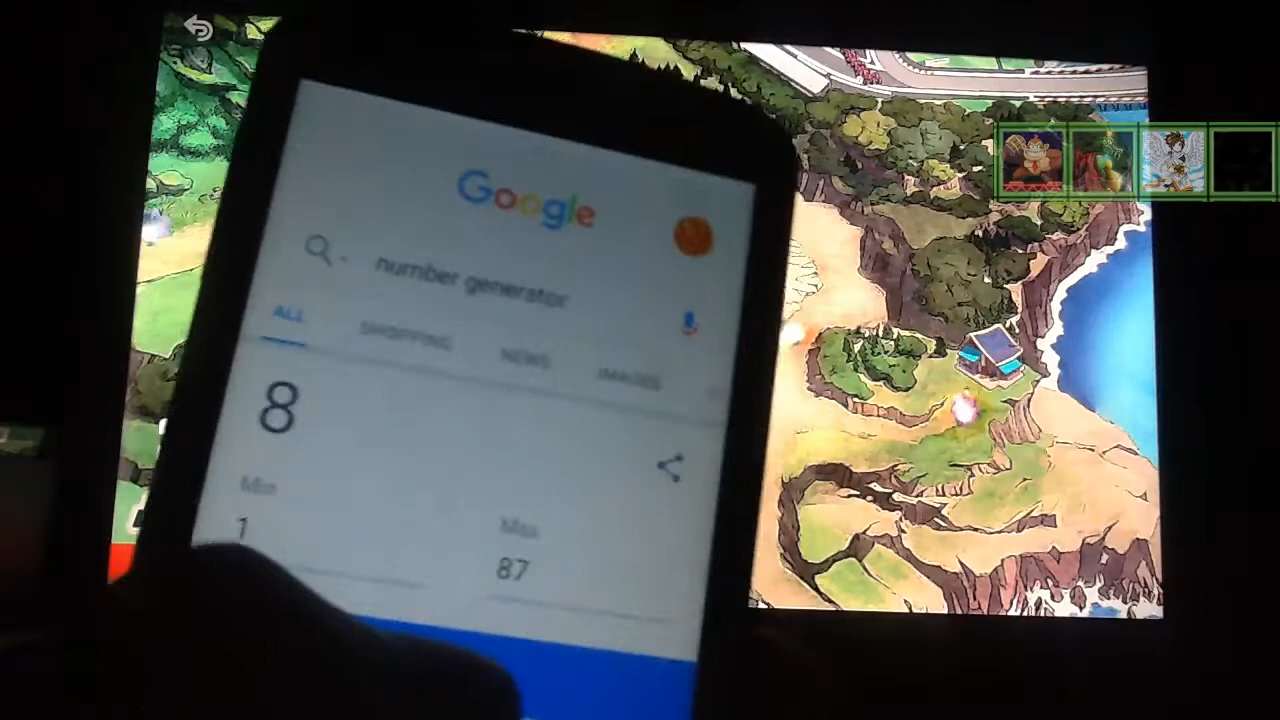 Google
number generator
ALL SHOPPING NEWS IMAGES
8
Min
1
Max
87